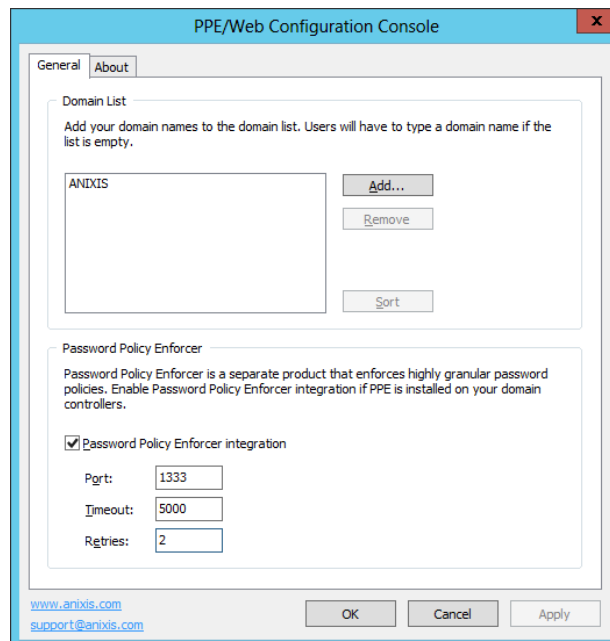 PPE/Web Configuration Console
x
General
About
Domain List
Add your domain names to the domain list. Users will have to type a domain name if the
list is empty.
ANIXIS
Add...
Remove
Sort
Password Policy Enforcer
Password Policy Enforcer is a separate product that enforces highly granular password
policies. Enable Password Policy Enforcer integration if PPE is installed on your domain
controllers.
Password Policy Enforcer integration
Port: 1333
Timeout: 5000
Retries: 2
www.anixis.com
support@anixis.com
OK
Cancel
Apply